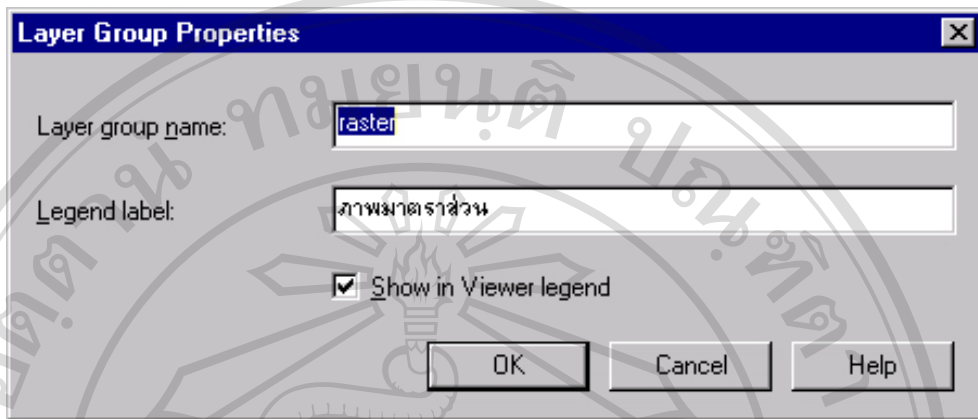 Layer Group Properties
Layer group name:
raster
Legend label:
ภาพมาตราส่วน
Show in Viewer legend
OK
Cancel
Help